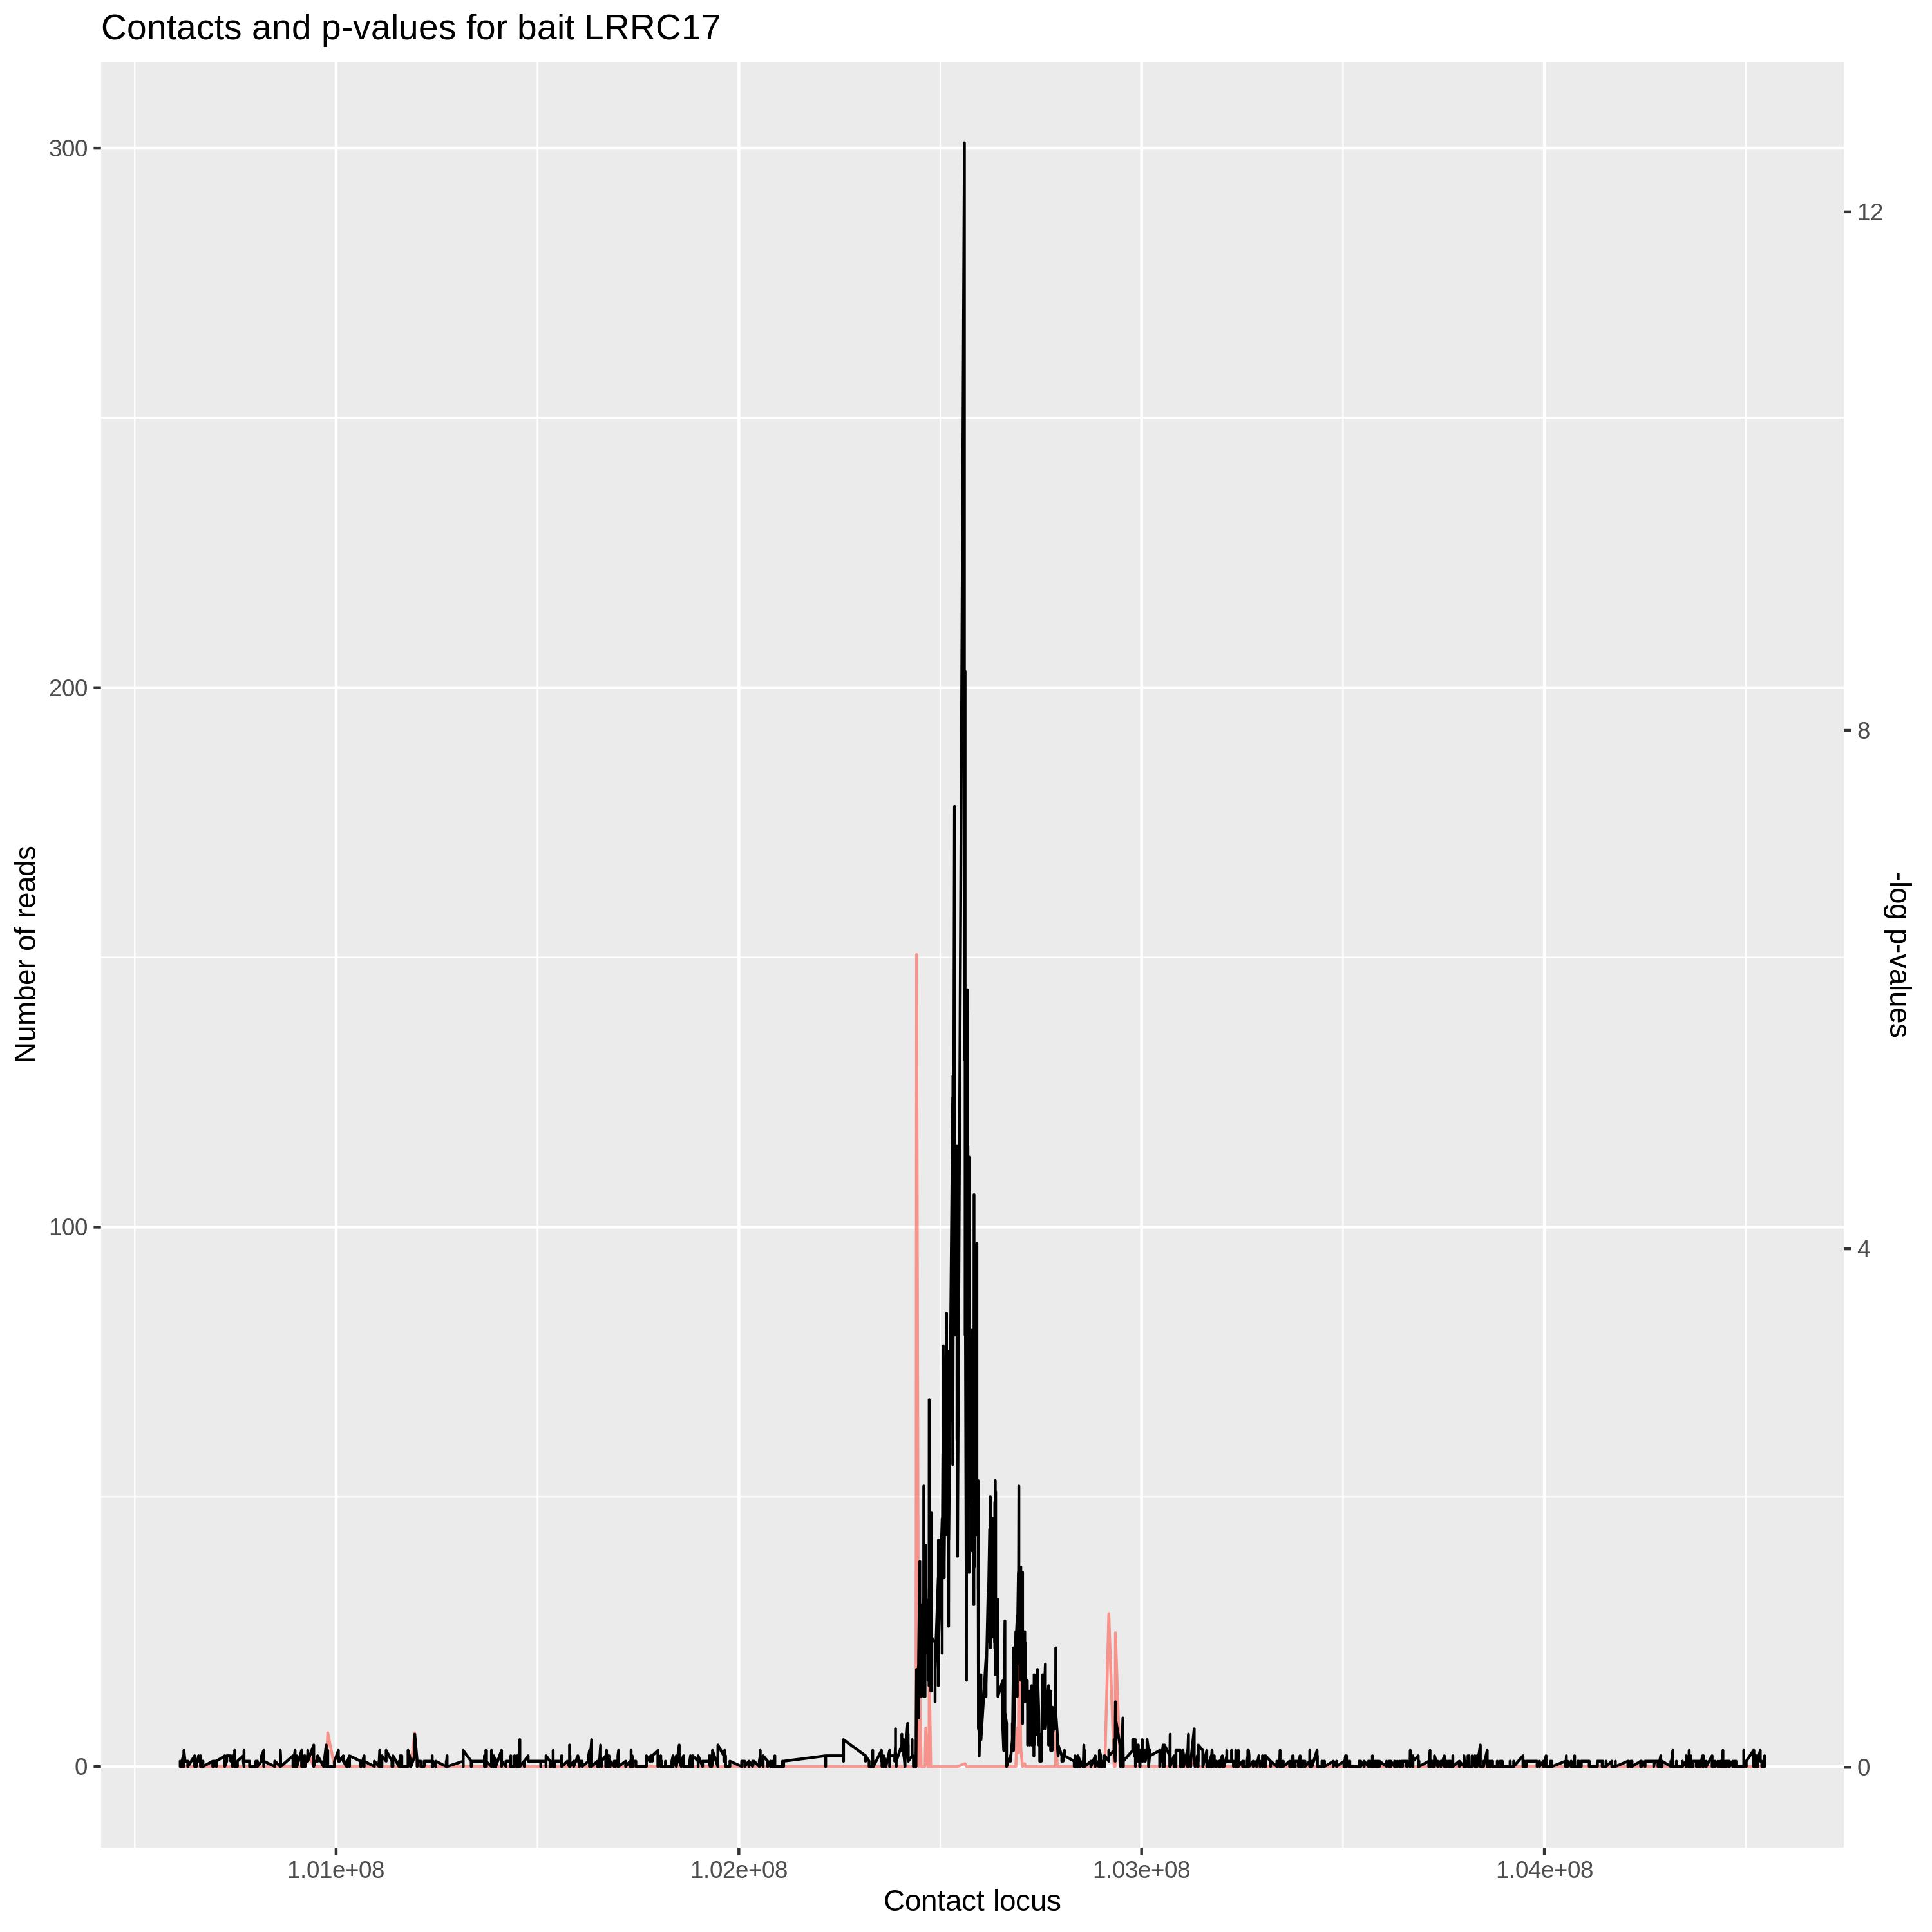 Contacts and p-values for bait LRRC17
300
200
100
0
Number of reads
12
8
4
0
-log p-values
1.01e+08
1.02e+08
1.03e+08
1.04e+08
Contact locus